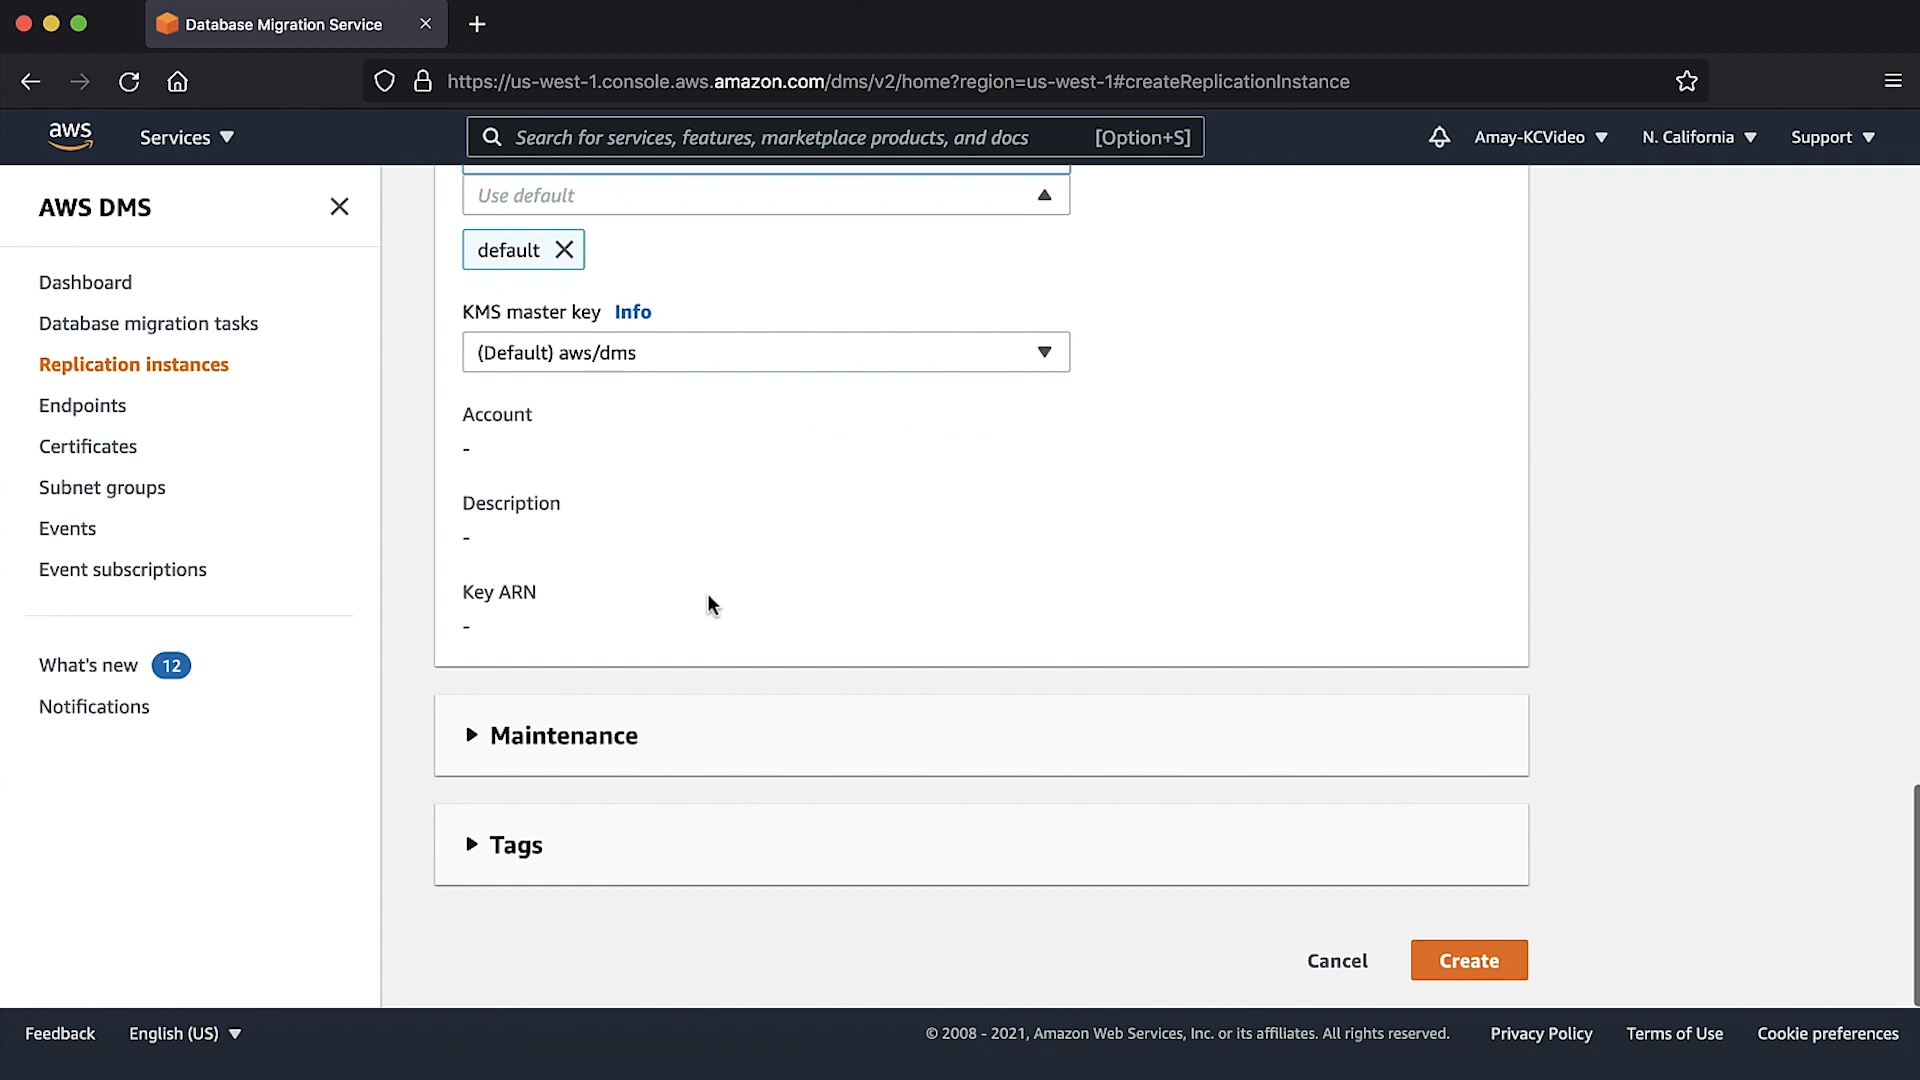 Database Migration Service
https://us-west-1.console.aws.amazon.com/dms/v2/home?region=us-west-1#createReplicationInstance
aws
Services
Search for services, features, marketplace products, and docs
[Option+S]
Amay-KCVideo
N. California
Support
AWS DMS
Dashboard
Database migration tasks
Replication instances
Endpoints
Certificates
Subnet groups
Events
Event subscriptions
What's new 12
Notifications
Use default
default
KMS master key Info
(Default) aws/dms
Account
-
Description
-
Key ARN
-
Maintenance
Tags
Cancel
Create
Feedback
English (US)
© 2008 - 2021, Amazon Web Services, Inc. or its affiliates. All rights reserved.
Privacy Policy
Terms of Use
Cookie preferences